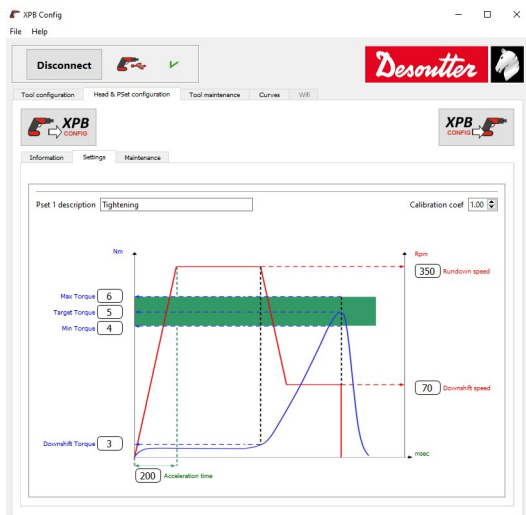 XPB Config
File Help
Disconnect
Desoutter
Tool configuration Head & PSet configuration Tool maintenance Curves Wifi
XPB
CONFIG
XPB
CONFIG
Information Settings Maintenance
Pset 1 description Tightening Calibration coef 1.00
Nm
Rpm
350 Rundown speed
Max Torque 6
Target Torque 5
Min Torque 4
70 Downshift speed
Downshift Torque 3
msec
200 Acceleration time